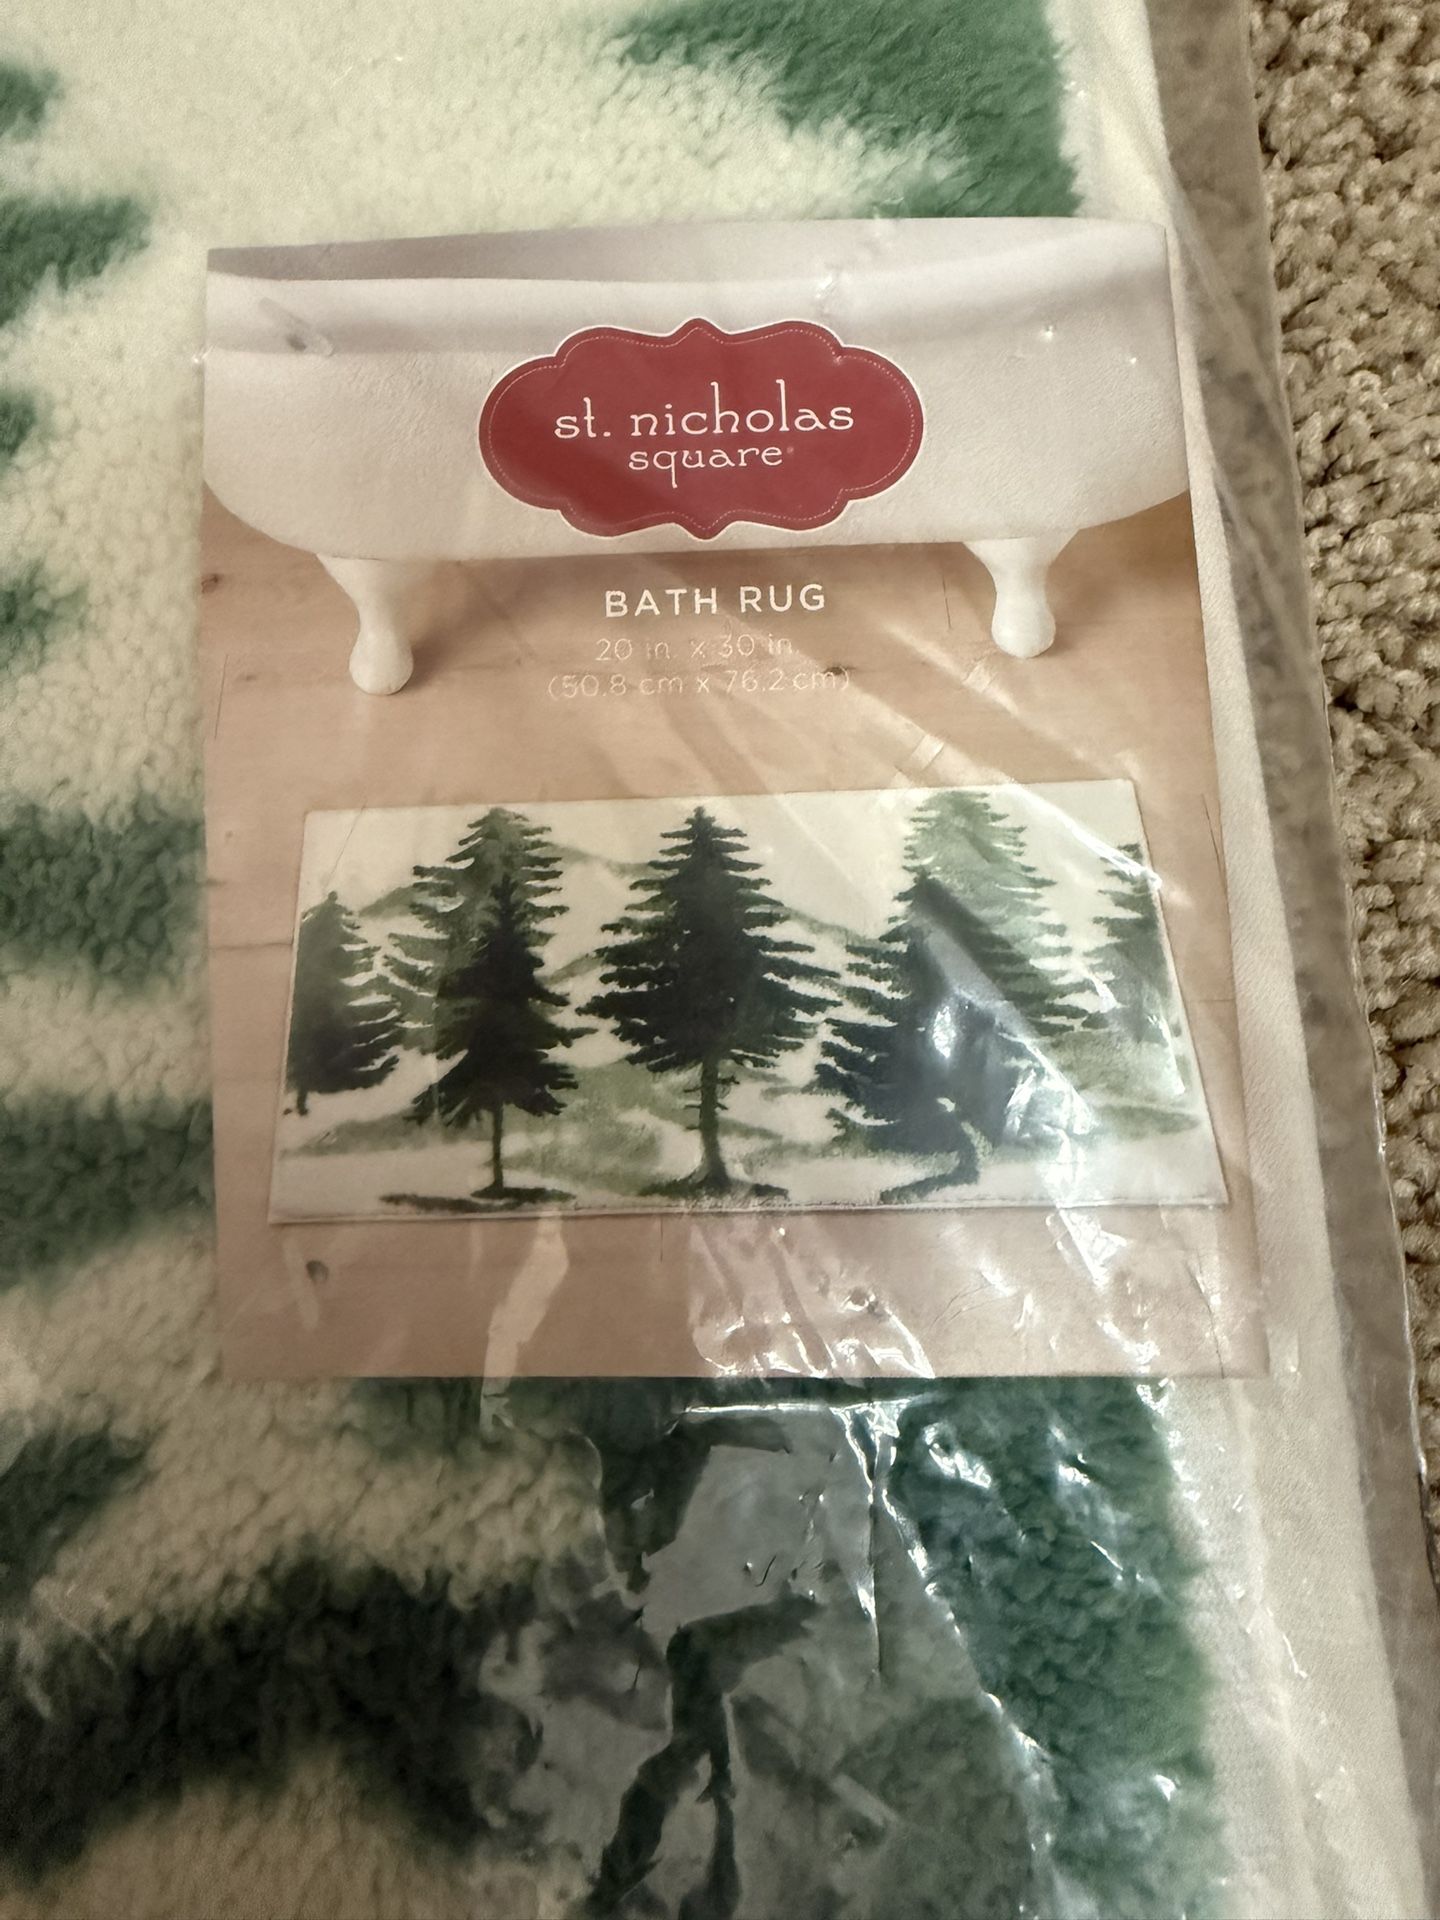 st. nicholas
square
BATH RUG
20 in. x 30 in.
(50.8 cm x 76.2 cm)